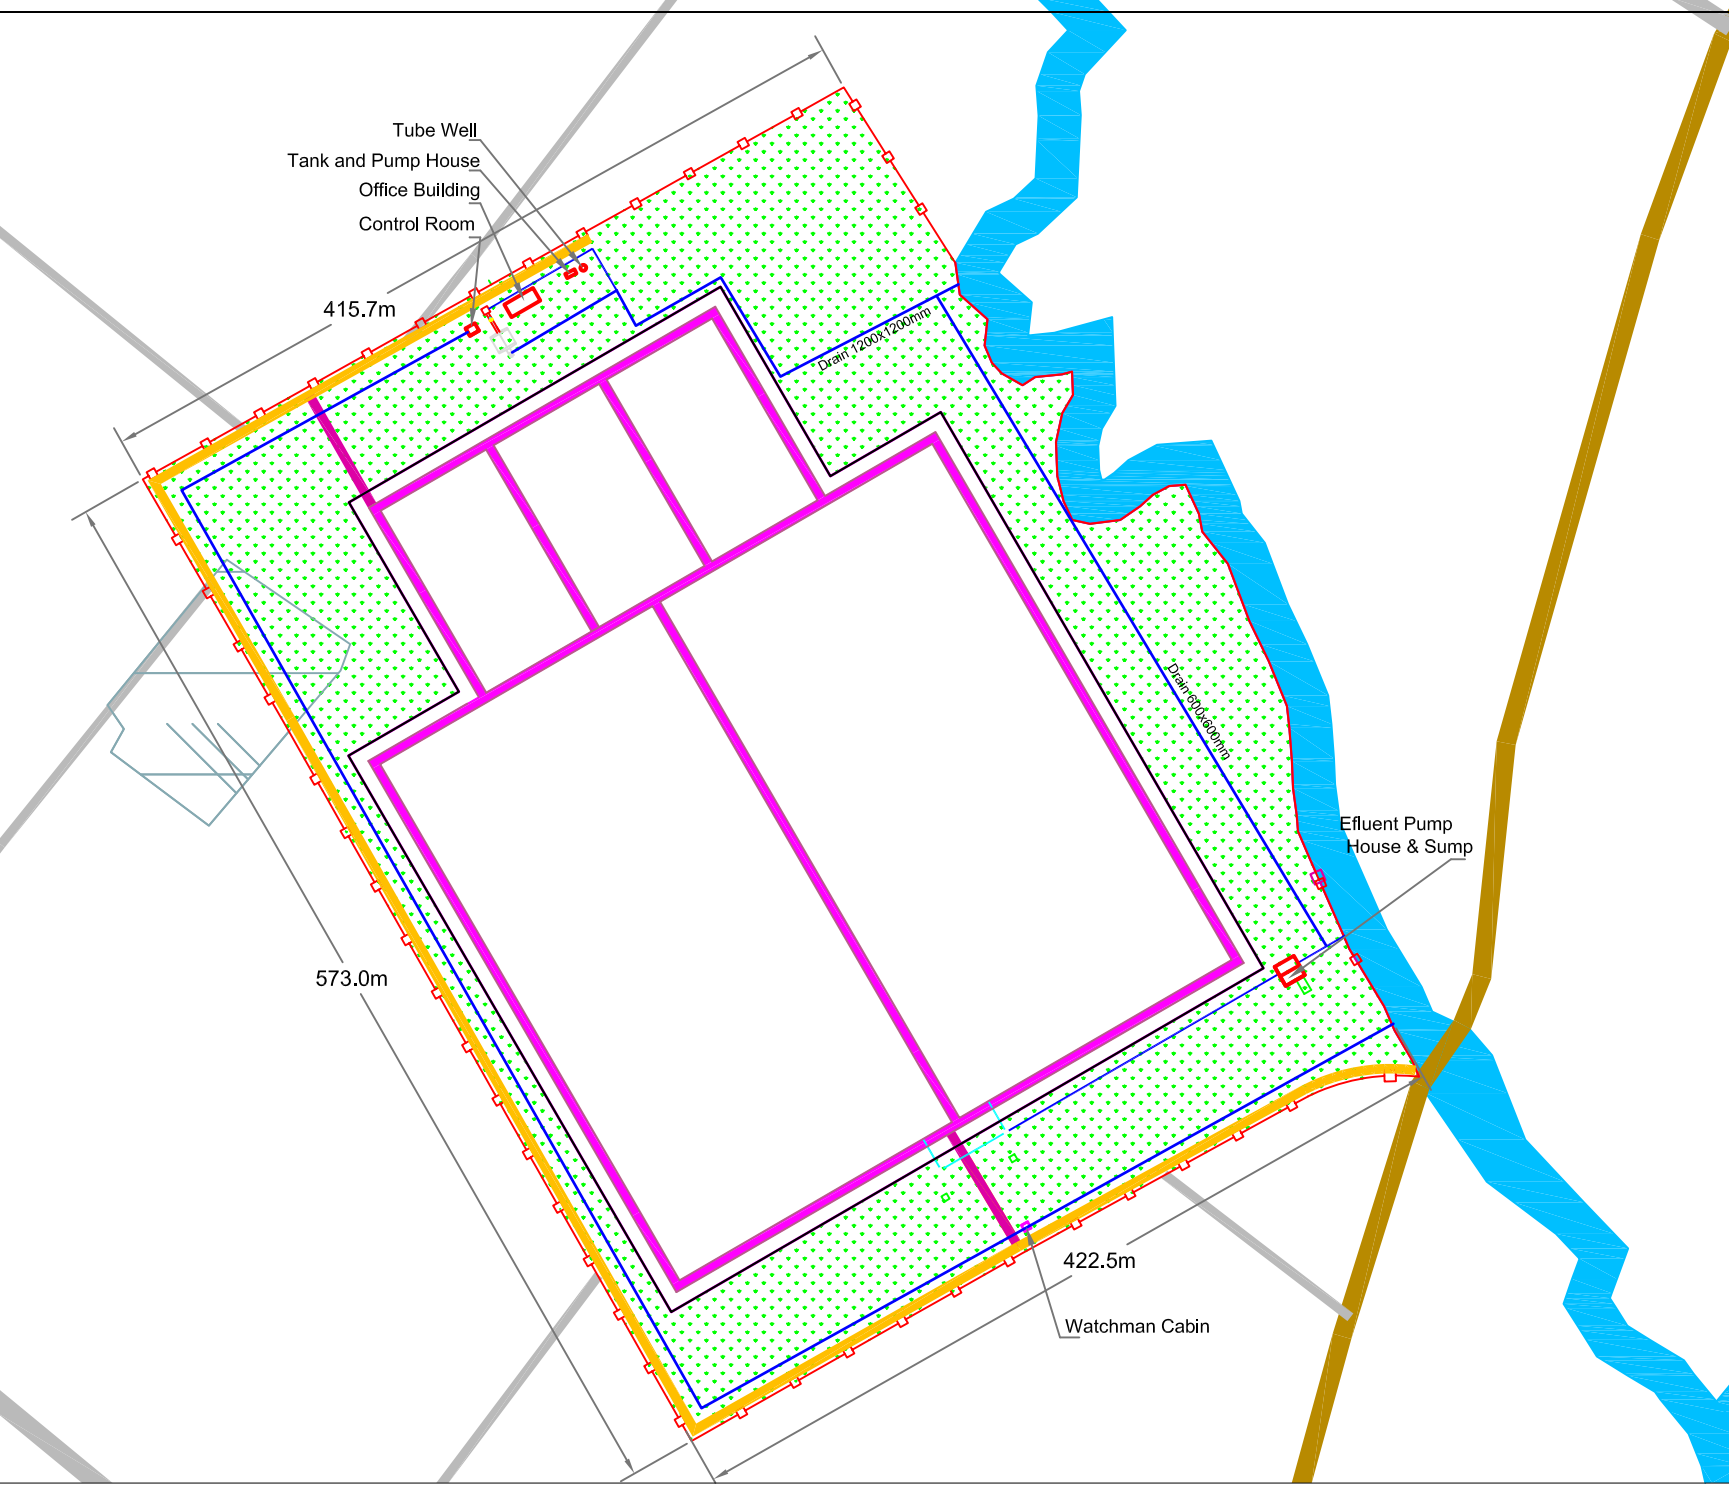 Tube Well
Tank and Pump House
Office Building
Control Room
415.7m
Drain 1200x1200mm
Drain 600x600mm
Efluent Pump
House & Sump
573.0m
422.5m
Watchman Cabin